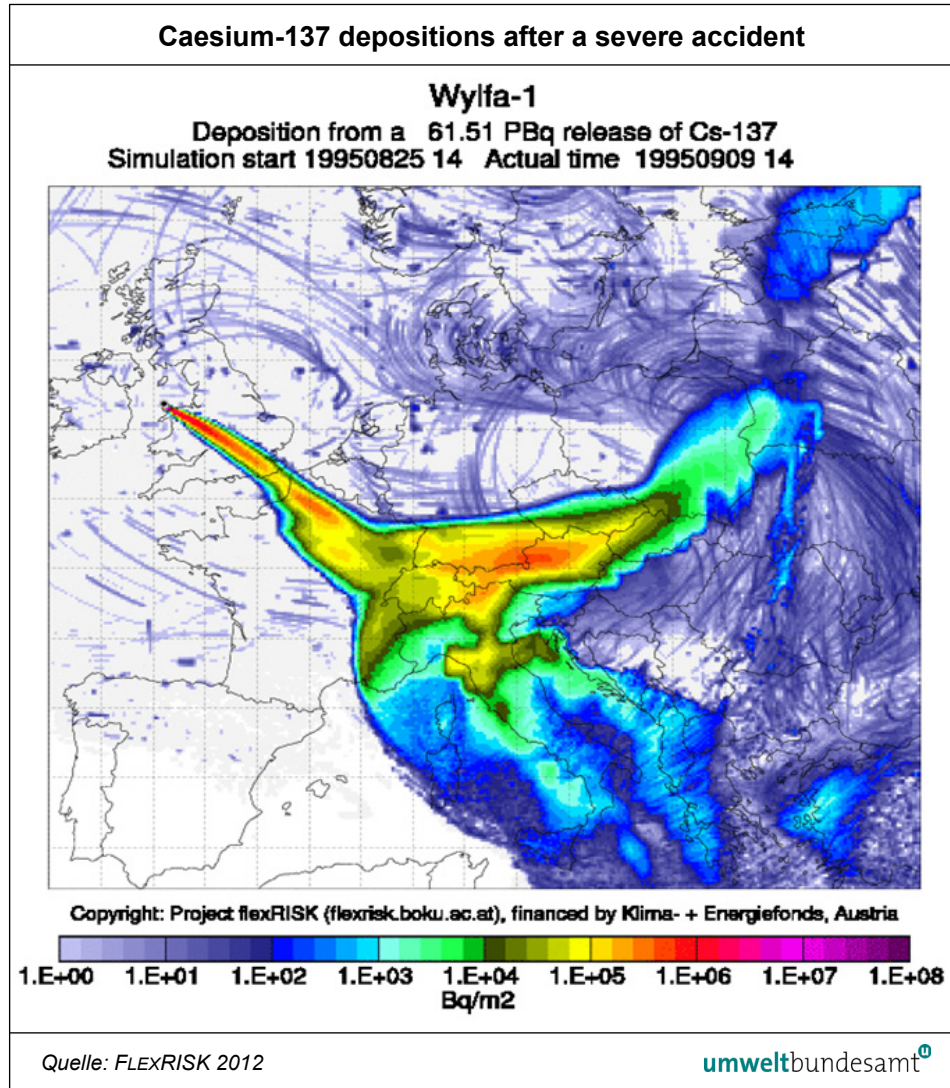 Caesium-137 depositions after a severe accident
Wylfa-1
Deposition from a 61.51 PBq release of Cs-137
Simulation start 19950825 14 Actual time 19950909 14
Copyright: Project flexRISK (flexrisk.boku.ac.at), financed by Klima- + Energiefonds, Austria
1.E+00 1.E+01 1.E+02 1.E+03 1.E+04 1.E+05 1.E+06 1.E+07 1.E+08
Bq/m2
Quelle: FLEXRISK 2012
umweltbundesamt